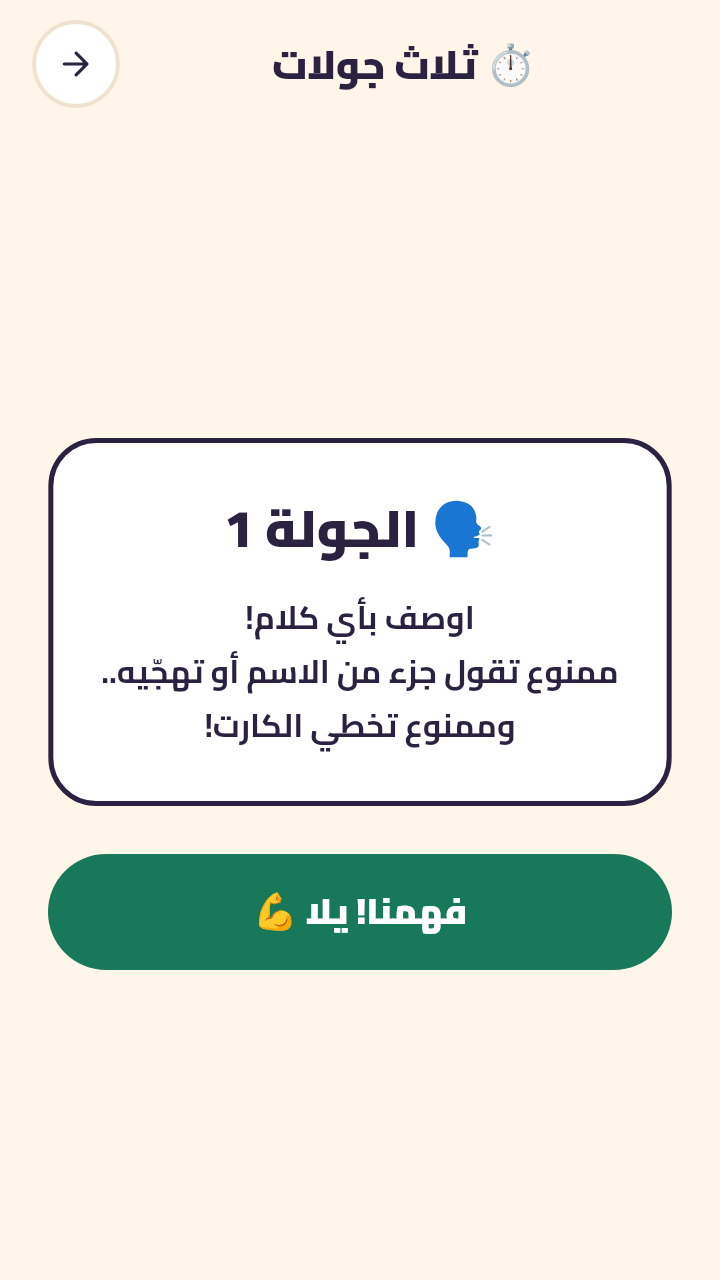 ⏱️ ثلاث جولات
🗣️ الجولة 1
اوصف بأي كلام!
ممنوع تقول جزء من الاسم أو تهجّيه..
وممنوع تخطي الكارت!
فهمنا! يلا 💪